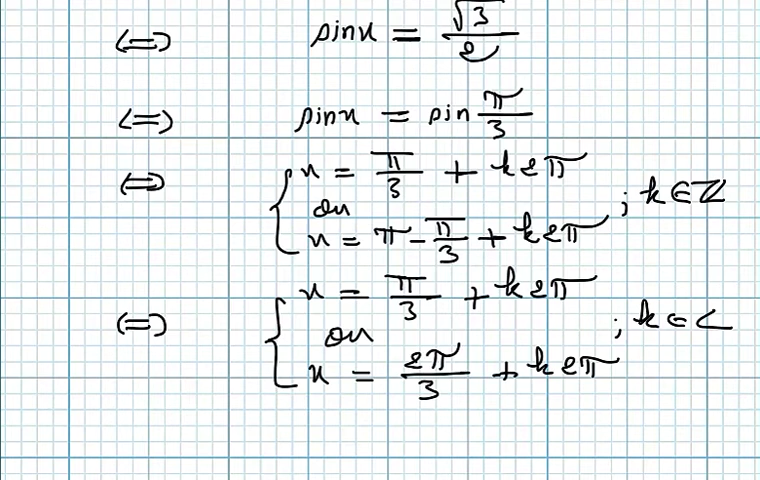 ⟺ sin x = √3/2
⟺ sin x = sin π/3
⟺ { x = π/3 + k2π
ou ; k ∈ ℤ
x = π - π/3 + k2π
⟺ { x = π/3 + k2π
ou ; k ∈ ℤ
x = 2π/3 + k2π